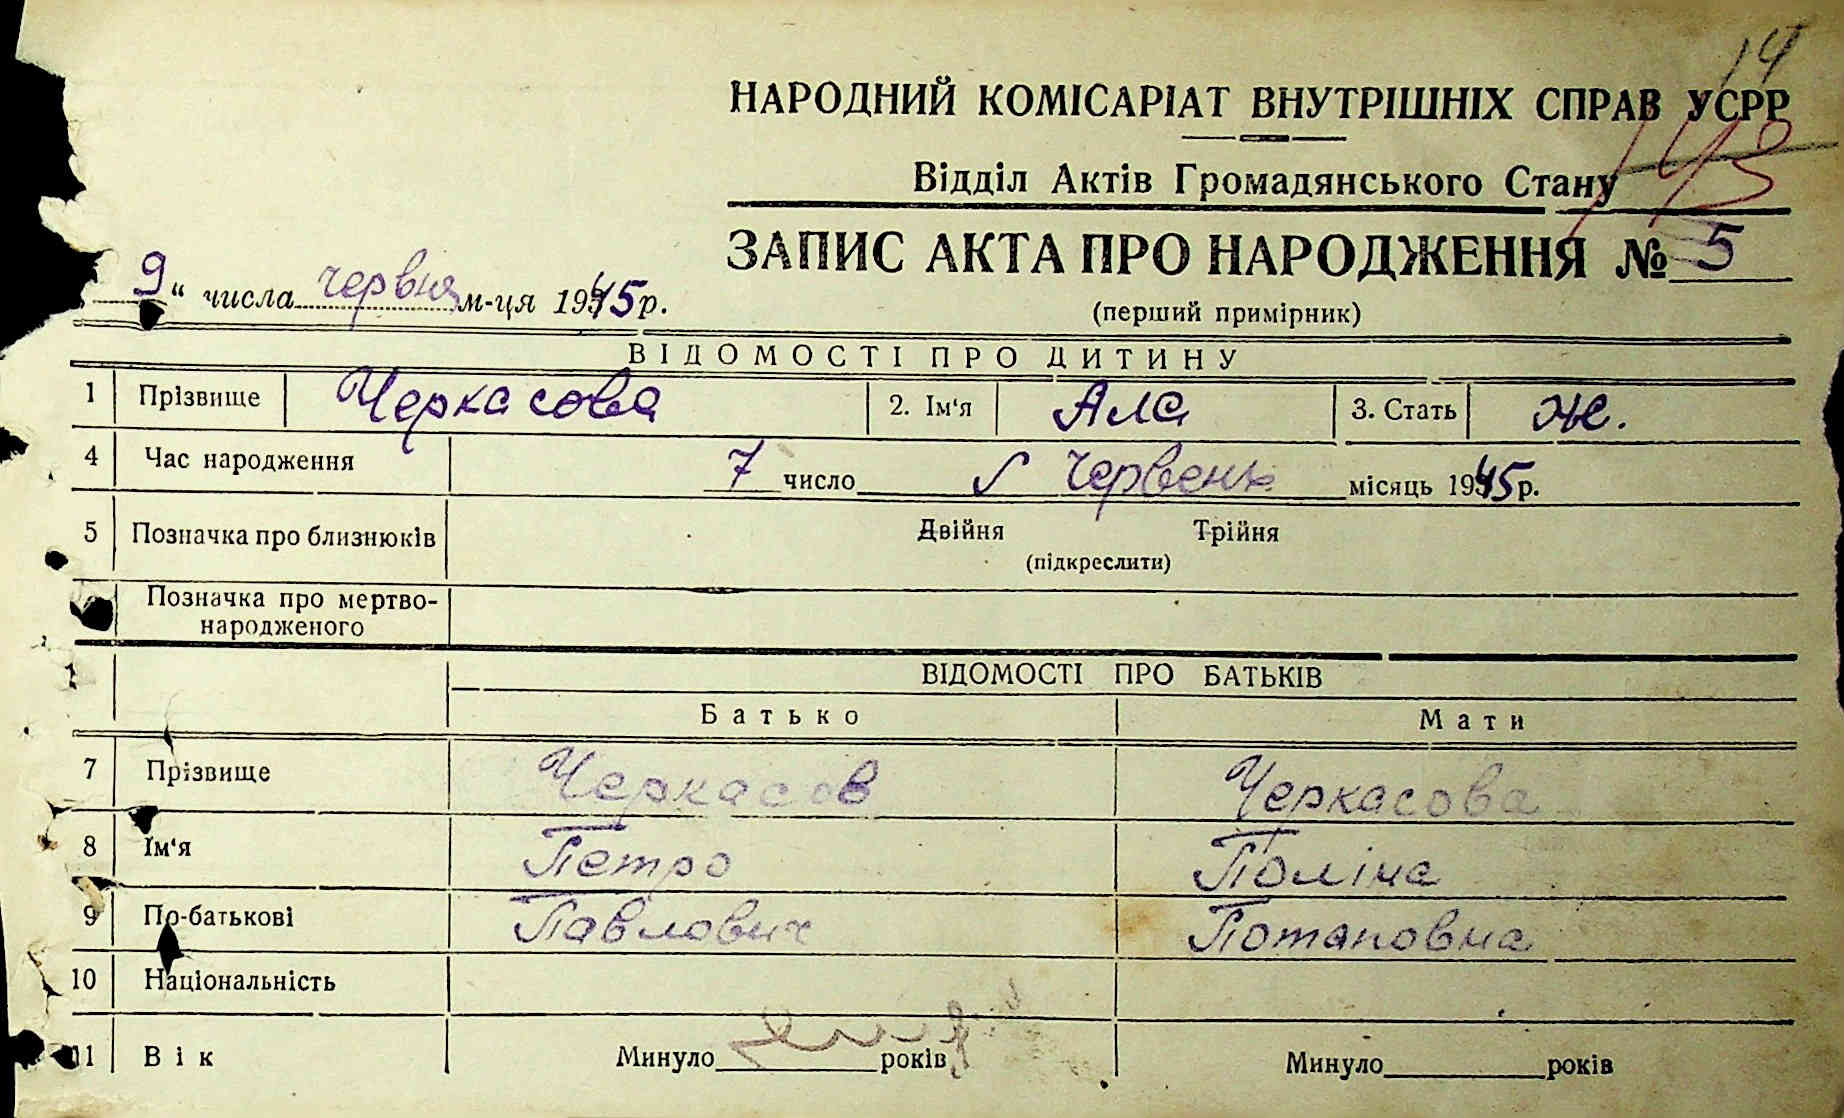 14
НАРОДНИЙ КОМІСАРІАТ ВНУТРІШНІХ СПРАВ УСРР
143
Відділ Актів Громадянського Стану
ЗАПИС АКТА ПРО НАРОДЖЕННЯ № 5
9 " числа червня м-ця 1945 р.
(перший примірник)
ВІДОМОСТІ ПРО ДИТИНУ
1 Прізвище Черкасова 2. Ім'я Ала 3. Стать ж.
4 Час народження 7 число червень місяць 1945 р.
5 Позначка про близнюків Двійня Трійня
(підкреслити)
Позначка про мертво-
народженого
ВІДОМОСТІ ПРО БАТЬКІВ
Батько Мати
7 Прізвище Черкасов Черкасова
8 Ім'я Петро Поліна
9 По-батькові Павлович Потаповна
10 Національність
11 Вік Минуло років Минуло років